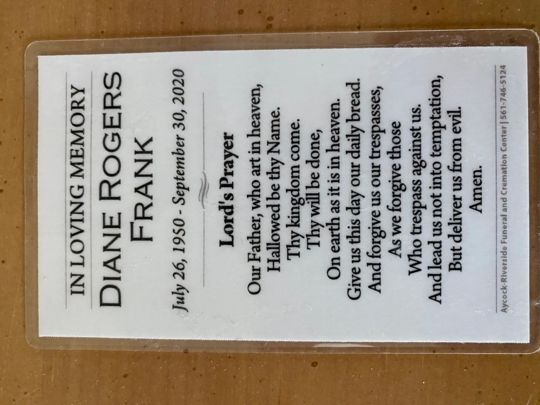 IN LOVING MEMORY
DIANE ROGERS
FRANK
July 26, 1950 - September 30, 2020
Lord's Prayer
Our Father, who art in heaven,
Hallowed be thy Name.
Thy kingdom come.
Thy will be done,
On earth as it is in heaven.
Give us this day our daily bread.
And forgive us our trespasses,
As we forgive those
Who trespass against us.
And lead us not into temptation,
But deliver us from evil.
Amen.
Aycock-Riverside Funeral and Cremation Center | 561-746-5124